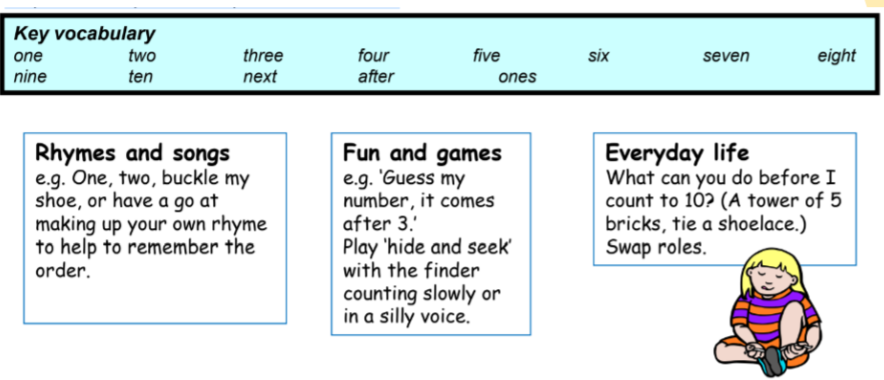 Key vocabulary
one two three four five six seven eight
nine ten next after ones
Rhymes and songs
e.g. One, two, buckle my
shoe, or have a go at
making up your own rhyme
to help to remember the
order.
Fun and games
e.g. 'Guess my
number, it comes
after 3.'
Play 'hide and seek'
with the finder
counting slowly or
in a silly voice.
Everyday life
What can you do before I
count to 10? (A tower of 5
bricks, tie a shoelace.)
Swap roles.